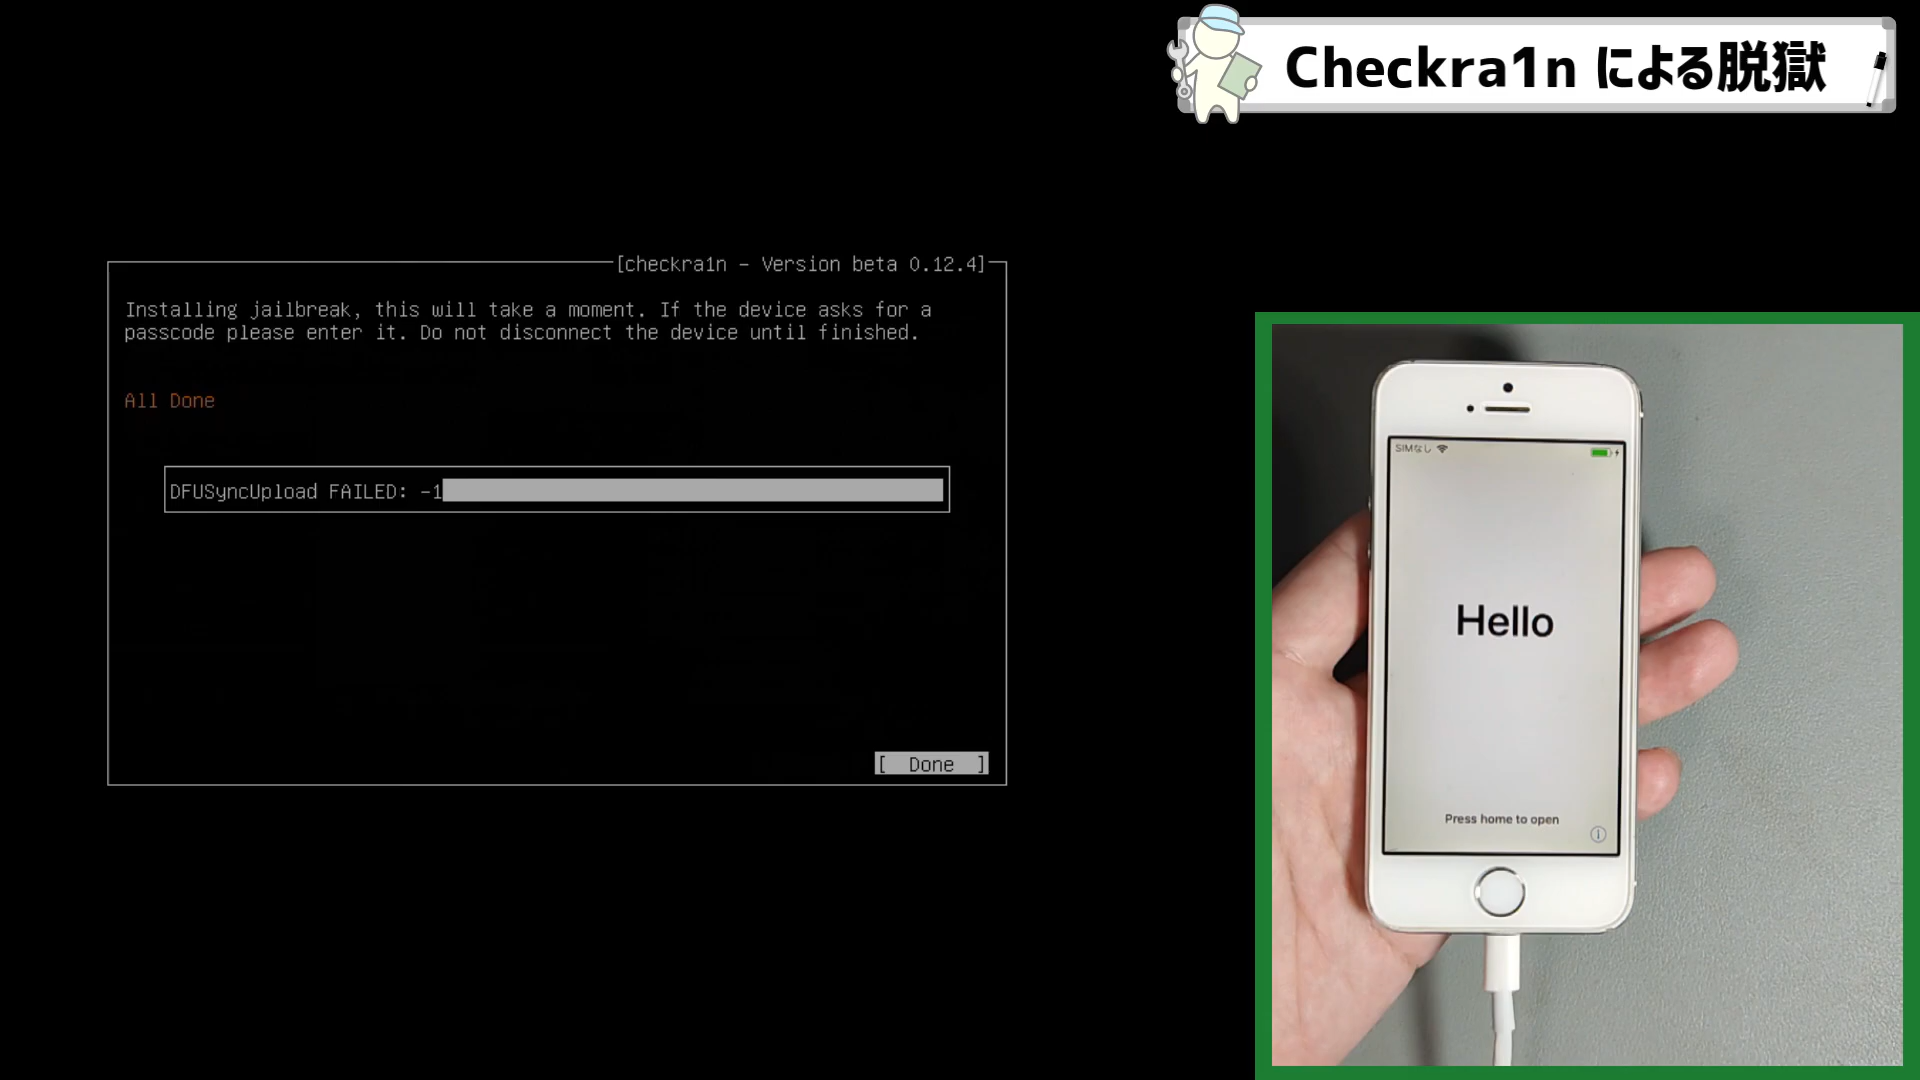 Checkra1n による脱獄
[checkra1n - Version beta 0.12.4]
Installing jailbreak, this will take a moment. If the device asks for a
passcode please enter it. Do not disconnect the device until finished.
All Done
DFUSyncUpload FAILED: -1
[ Done ]
SIMなし
Hello
Press home to open